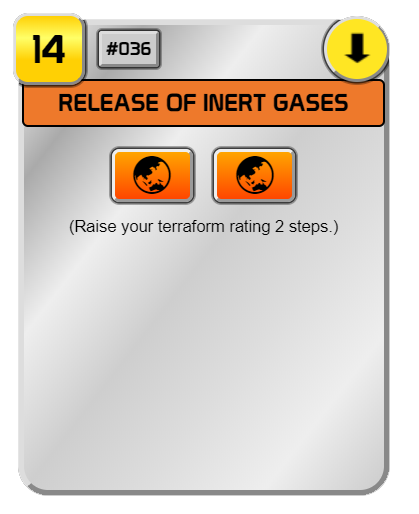 14
#036
RELEASE OF INERT GASES
(Raise your terraform rating 2 steps.)